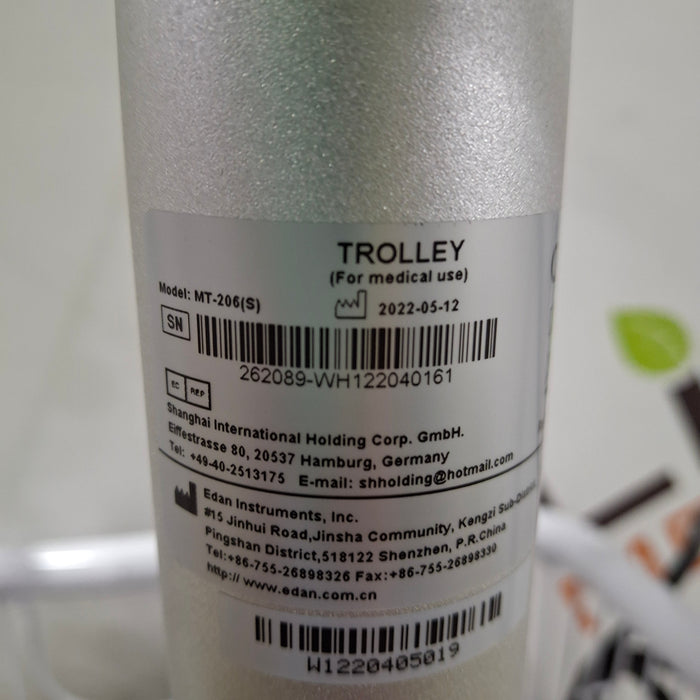 TROLLEY
(For medical use)
Model: MT-206(S)
2022-05-12
SN
262089-WH122040161
EC REP
Shanghai International Holding Corp. GmbH.
Eiffestrasse 80, 20537 Hamburg, Germany
Tel: +49-40-2513175 E-mail: shholding@hotmail.com
Edan Instruments, Inc.
#15 Jinhui Road,Jinsha Community, Kengzi Sub-District,
Pingshan District,518122 Shenzhen, P.R.China
Tel:+86-755-26898326 Fax:+86-755-26898330
http:// www.edan.com.cn
W1220405019